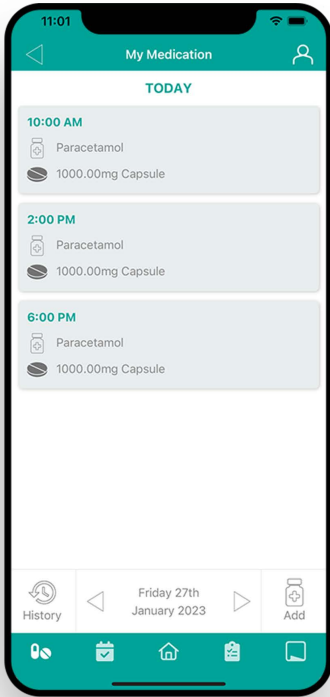 11:01
My Medication
TODAY
10:00 AM
Paracetamol
1000.00mg Capsule
2:00 PM
Paracetamol
1000.00mg Capsule
6:00 PM
Paracetamol
1000.00mg Capsule
History
Friday 27th
January 2023
Add